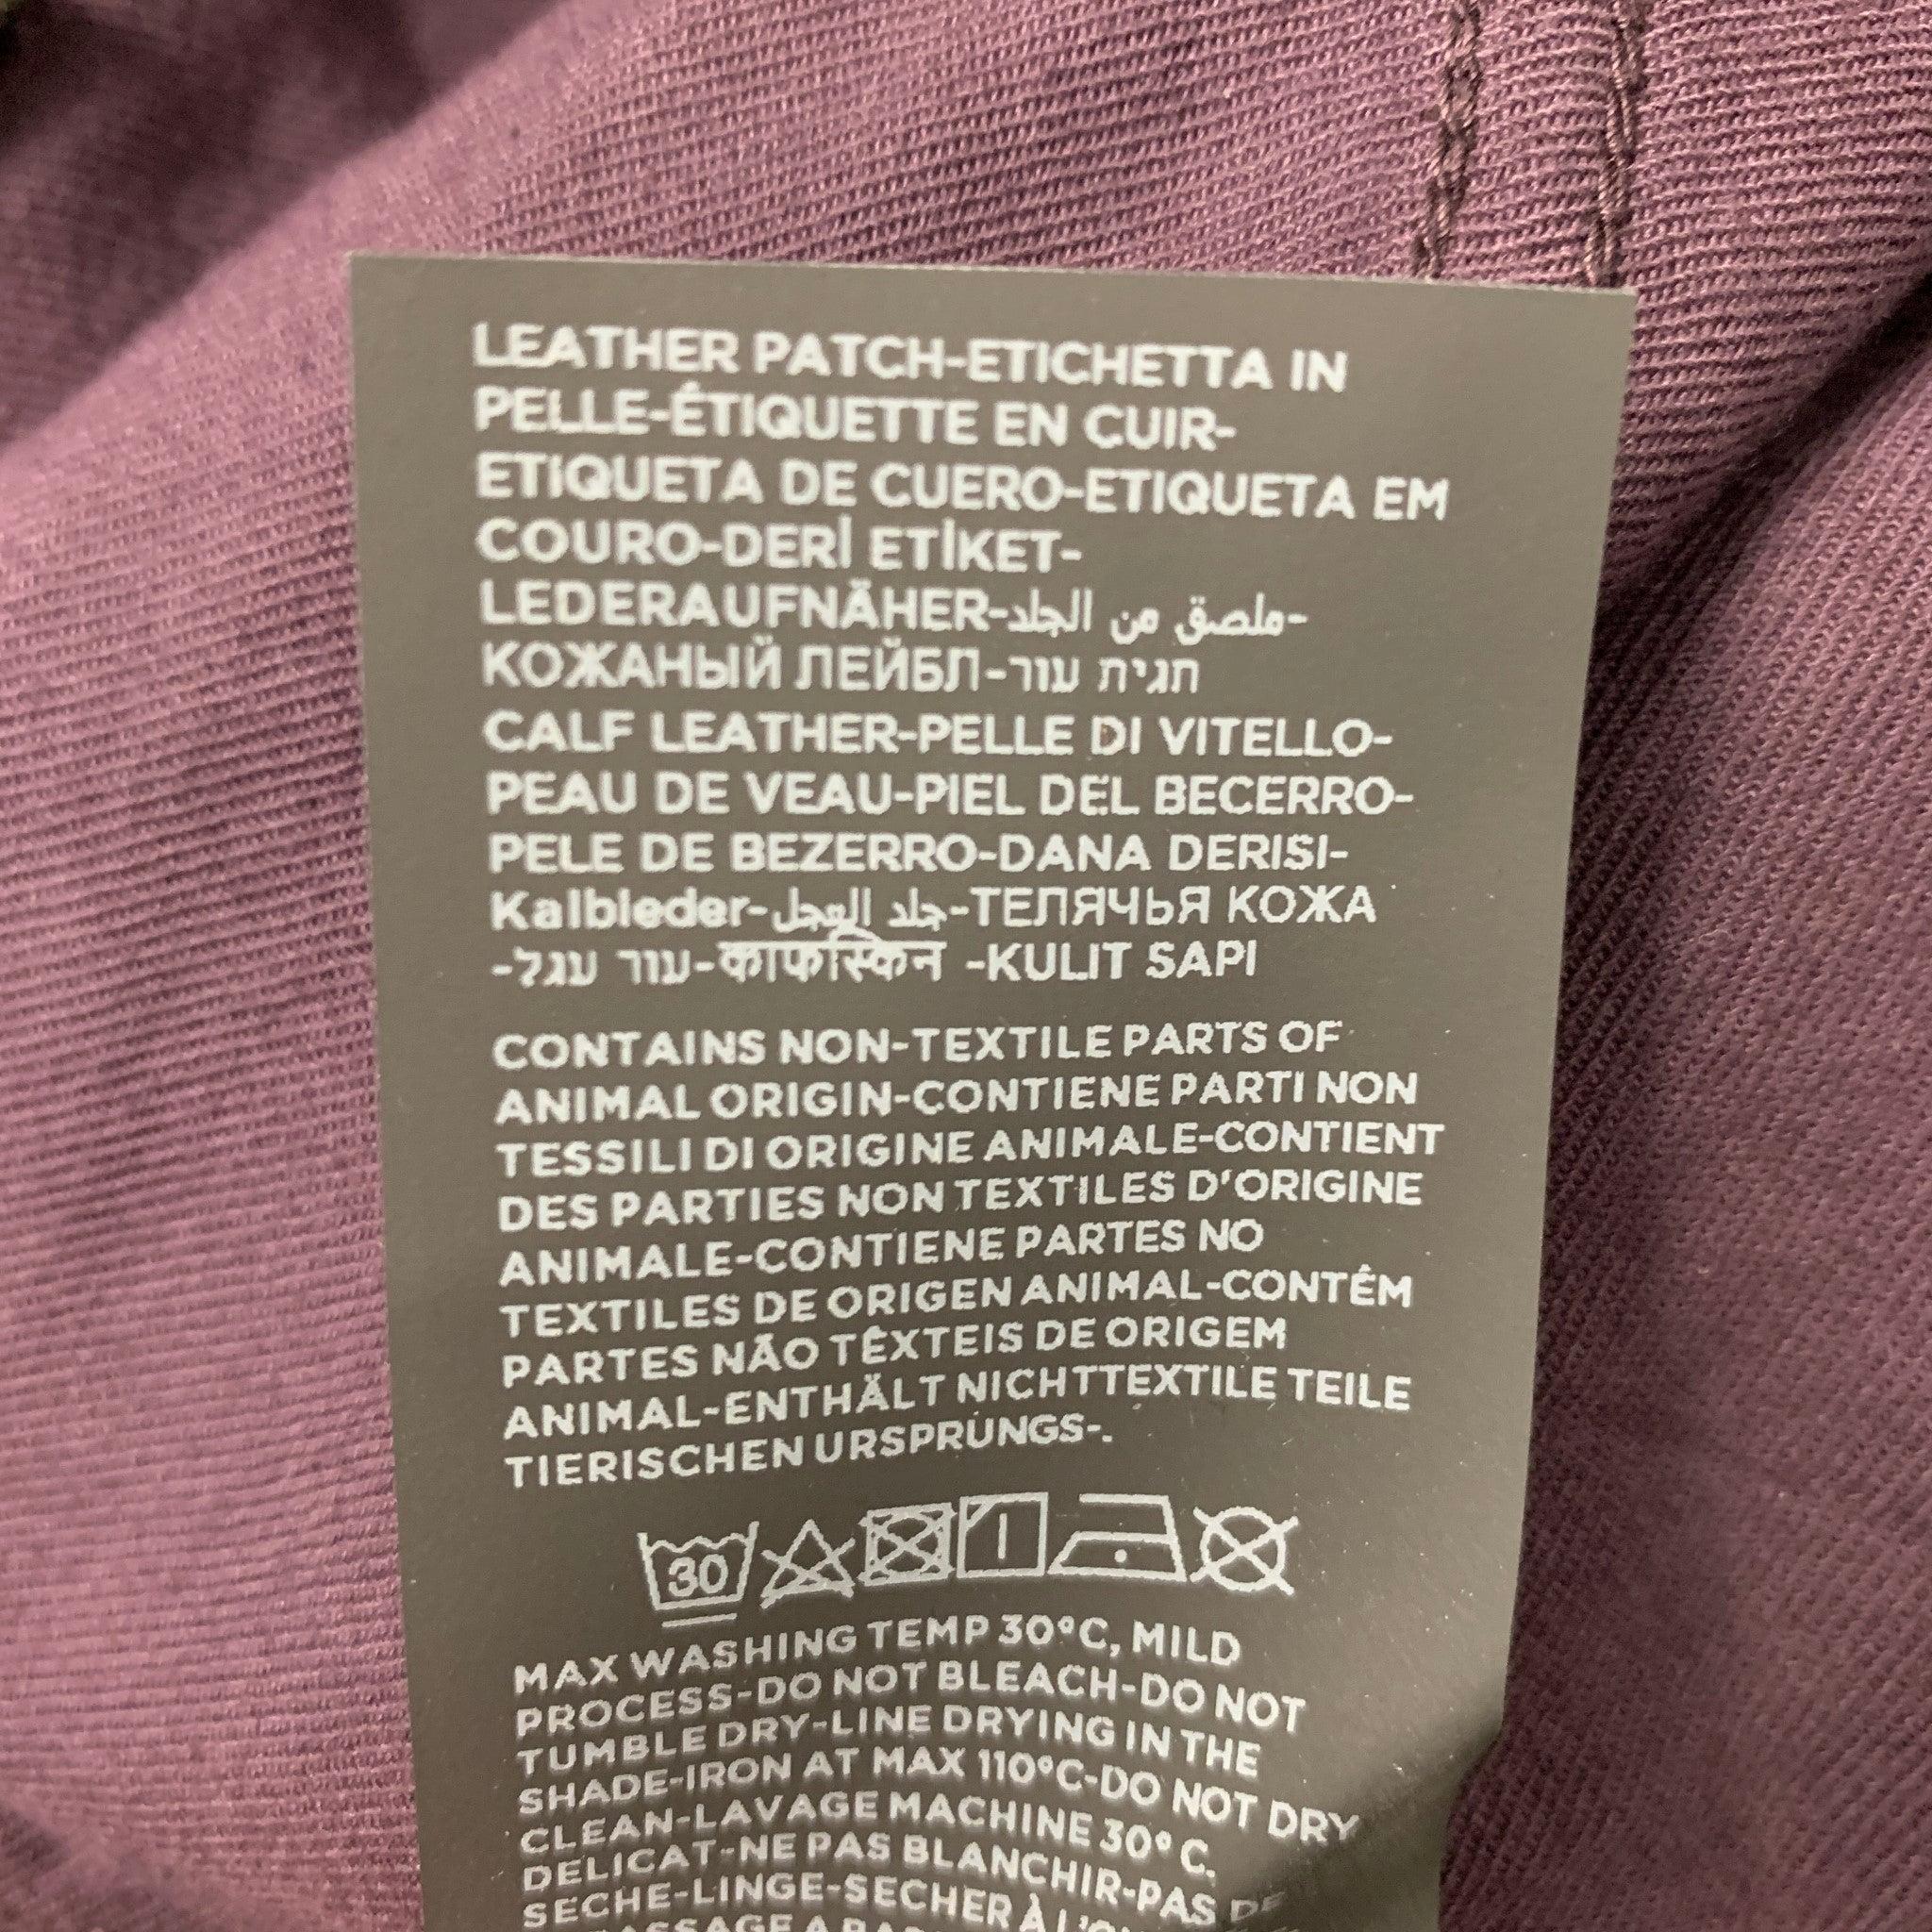 LEATHER PATCH-ETICHETTA IN
PELLE-ÉTIQUETTE EN CUIR-
ETIQUETA DE CUERO-ETIQUETA EM
COURO-DERİ ETİKET-
LEDERAUFNÄHER-ملصق من الجلد-
КОЖАНЫЙ ЛЕЙБЛ-תגית עור
CALF LEATHER-PELLE DI VITELLO-
PEAU DE VEAU-PIEL DEL BECERRO-
PELE DE BEZERRO-DANA DERISI-
Kalbleder-جلد العجل-ТЕЛЯЧЬЯ КОЖА
-עור עגל-काफस्किन -KULIT SAPI
CONTAINS NON-TEXTILE PARTS OF
ANIMAL ORIGIN-CONTIENE PARTI NON
TESSILI DI ORIGINE ANIMALE-CONTIENT
DES PARTIES NON TEXTILES D'ORIGINE
ANIMALE-CONTIENE PARTES NO
TEXTILES DE ORIGEN ANIMAL-CONTÊM
PARTES NÃO TÊXTEIS DE ORIGEM
ANIMAL-ENTHÄLT NICHTTEXTILE TEILE
TIERISCHEN URSPRÜNGS-.
30
MAX WASHING TEMP 30°C, MILD
PROCESS-DO NOT BLEACH-DO NOT
TUMBLE DRY-LINE DRYING IN THE
SHADE-IRON AT MAX 110°C-DO NOT DRY
CLEAN-LAVAGE MACHINE 30° C.
DELICAT-NE PAS BLANCHIR-PAS DE
SECHE-LINGE-SECHER À